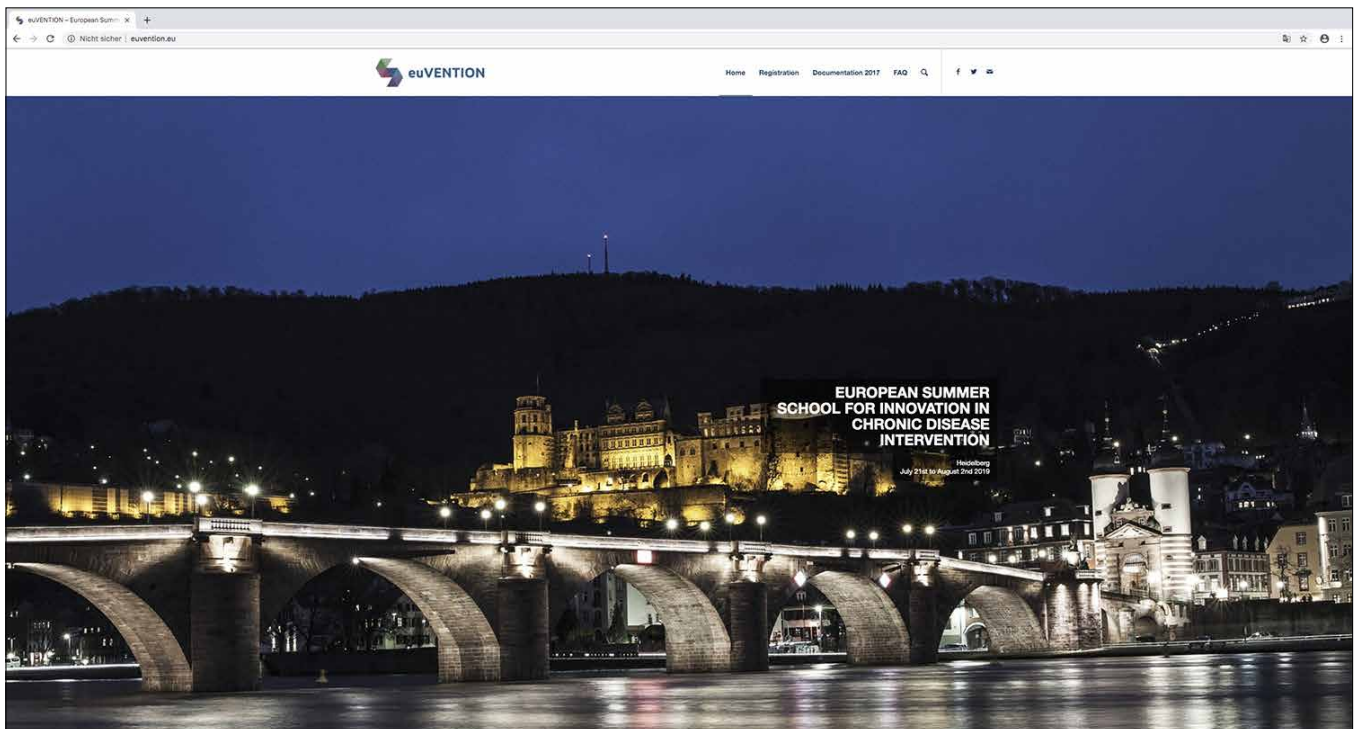 euVENTION – European Summ
Nicht sicher | euvention.eu
euVENTION
Home Registration Documentation 2017 FAQ
EUROPEAN SUMMER
SCHOOL FOR INNOVATION IN
CHRONIC DISEASE
INTERVENTION
Heidelberg
July 21st to August 2nd 2019